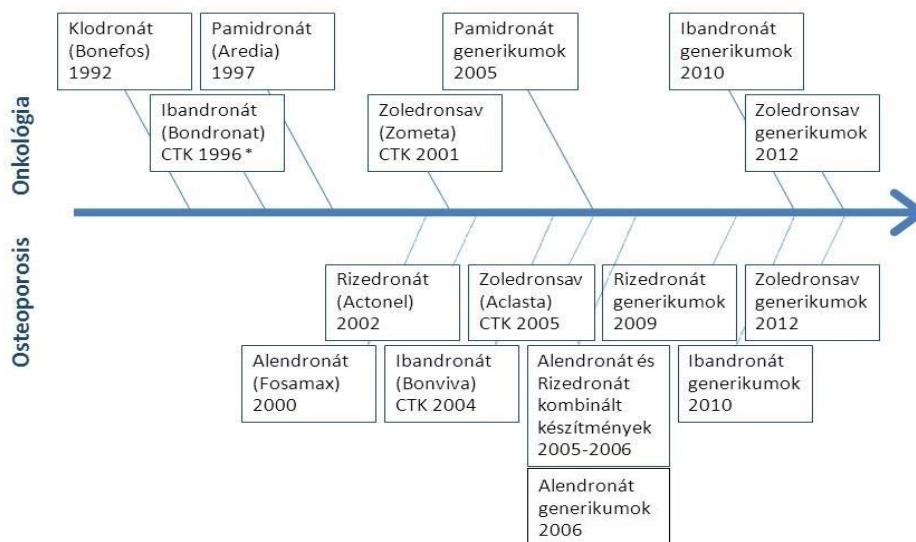 Klodronát
(Bonefos)
1992
Pamidronát
(Aredia)
1997
Pamidronát
generikumok
2005
Ibandronát
generikumok
2010
Ibandronát
(Bondronat)
CTK 1996 *
Zoledronsav
(Zometa)
CTK 2001
Zoledronsav
generikumok
2012
Onkológia
Osteoporosis
Rizedronát
(Actonel)
2002
Zoledronsav
(Aclasta)
CTK 2005
Rizedronát
generikumok
2009
Zoledronsav
generikumok
2012
Alendronát
(Fosamax)
2000
Ibandronát
(Bonviva)
CTK 2004
Alendronát és
Rizedronát
kombinált
készítmények
2005-2006
Ibandronát
generikumok
2010
Alendronát
generikumok
2006